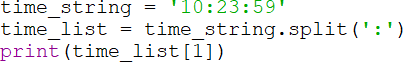 time_string = '10:23:59'
time_list = time_string.split(':')
print(time_list[1])